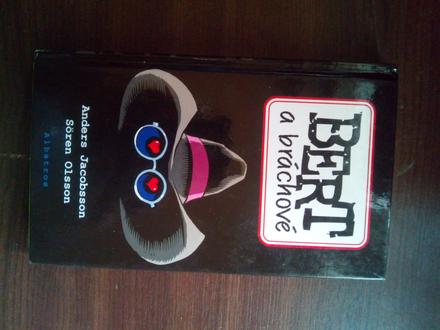 BERT
a bráchové
Anders Jacobsson
Sören Olsson
Albatros